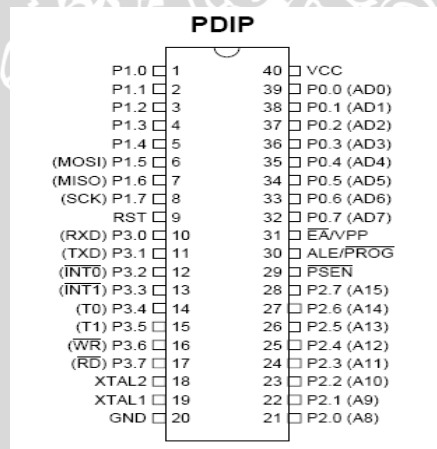 PDIP
P1.0 1 40 VCC
P1.1 2 39 P0.0 (AD0)
P1.2 3 38 P0.1 (AD1)
P1.3 4 37 P0.2 (AD2)
P1.4 5 36 P0.3 (AD3)
(MOSI) P1.5 6 35 P0.4 (AD4)
(MISO) P1.6 7 34 P0.5 (AD5)
(SCK) P1.7 8 33 P0.6 (AD6)
RST 9 32 P0.7 (AD7)
(RXD) P3.0 10 31 E̅A̅/VPP
(TXD) P3.1 11 30 ALE/P̅R̅O̅G̅
(I̅N̅T̅0̅) P3.2 12 29 P̅S̅E̅N̅
(I̅N̅T̅1̅) P3.3 13 28 P2.7 (A15)
(T0) P3.4 14 27 P2.6 (A14)
(T1) P3.5 15 26 P2.5 (A13)
(W̅R̅) P3.6 16 25 P2.4 (A12)
(R̅D̅) P3.7 17 24 P2.3 (A11)
XTAL2 18 23 P2.2 (A10)
XTAL1 19 22 P2.1 (A9)
GND 20 21 P2.0 (A8)